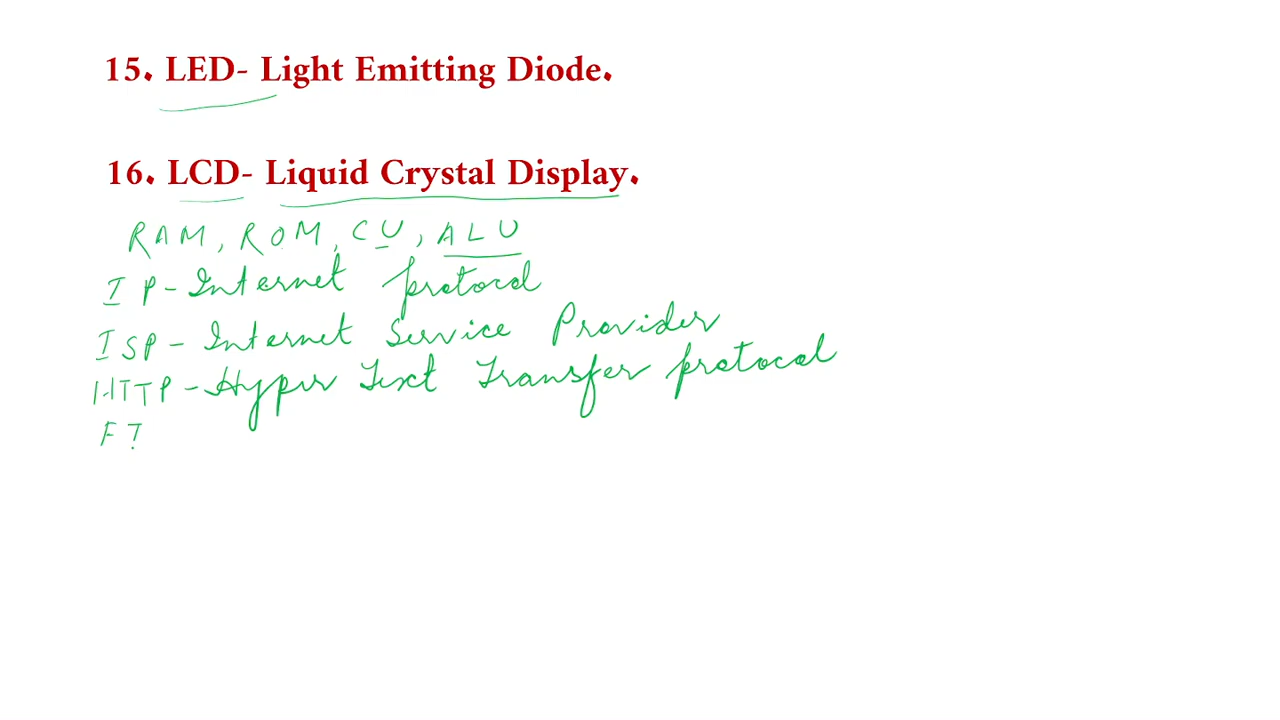 15. LED- Light Emitting Diode.
16. LCD- Liquid Crystal Display.
RAM, ROM, CU, ALU
IP - Internet protocol
ISP - Internet Service Provider
HTTP - Hyper Text Transfer protocol
FT